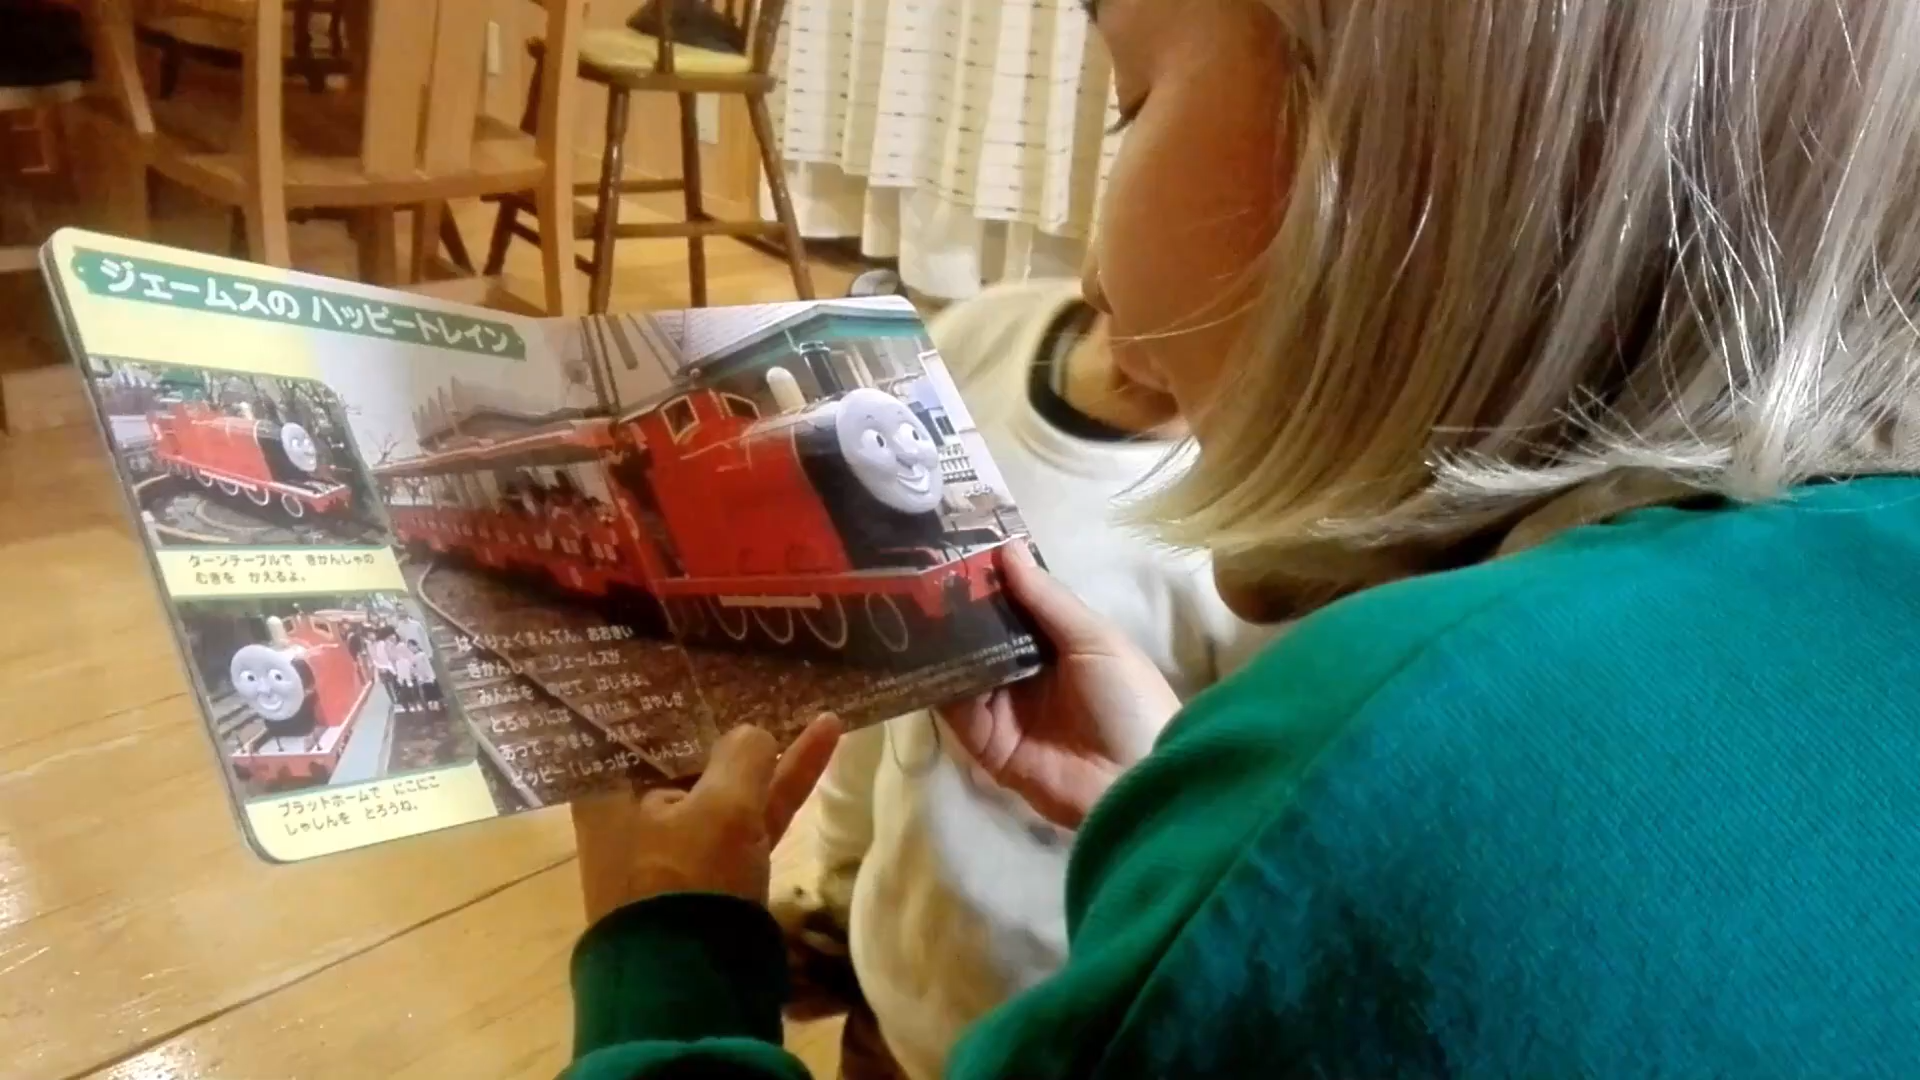 ジェームスの ハッピートレイン
ターンテーブルで きかんしゃの
むきを かえるよ。
プラットホームで にこにこ
しゃしんを とろうね。
はくりょくまんてん。おおきい
きかんしゃ ジェームスが、
みんなを のせて はしるよ。
とちゅうには きれいな はやしが
あって、やまも みえる。
ピッピー！しゅっぱつ しんこう！